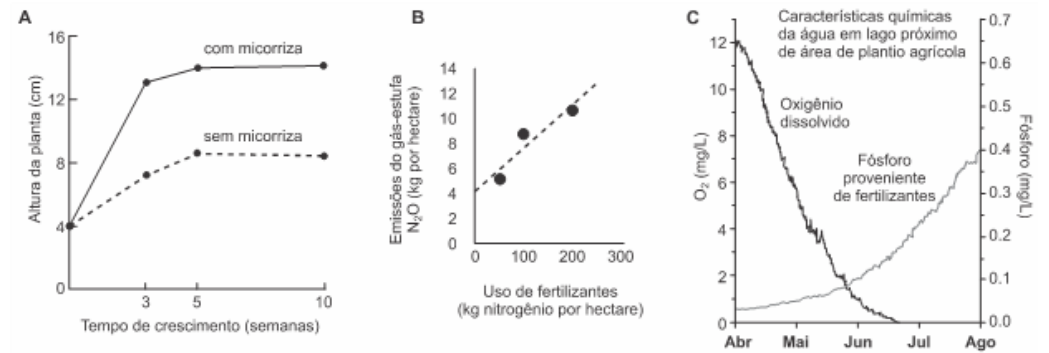 A
16
12
8
4
0
Altura da planta (cm)
com micorriza
sem micorriza
3
5
10
Tempo de crescimento (semanas)
B
14
12
10
8
6
4
2
0
Emissões do gás-estufa
N₂O (kg por hectare)
0
100
200
300
Uso de fertilizantes
(kg nitrogênio por hectare)
C
Características químicas
da água em lago próximo
de área de plantio agrícola
12
10
8
6
4
2
0
O₂ (mg/L)
Oxigênio
dissolvido
Fósforo
proveniente
de fertilizantes
0.7
0.6
0.5
0.4
0.3
0.2
0.1
0.0
Fósforo (mg/L)
Abr
Mai
Jun
Jul
Ago